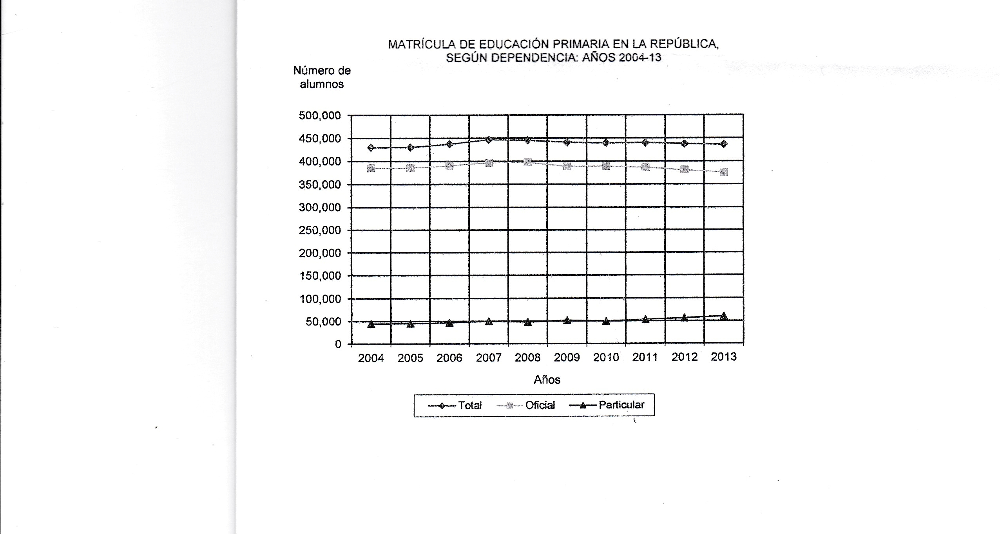 MATRÍCULA DE EDUCACIÓN PRIMARIA EN LA REPÚBLICA,
SEGÚN DEPENDENCIA: AÑOS 2004-13
Número de
alumnos
500,000
450,000
400,000
350,000
300,000
250,000
200,000
150,000
100,000
50,000
0
2004 2005 2006 2007 2008 2009 2010 2011 2012 2013
Años
Total Oficial Particular